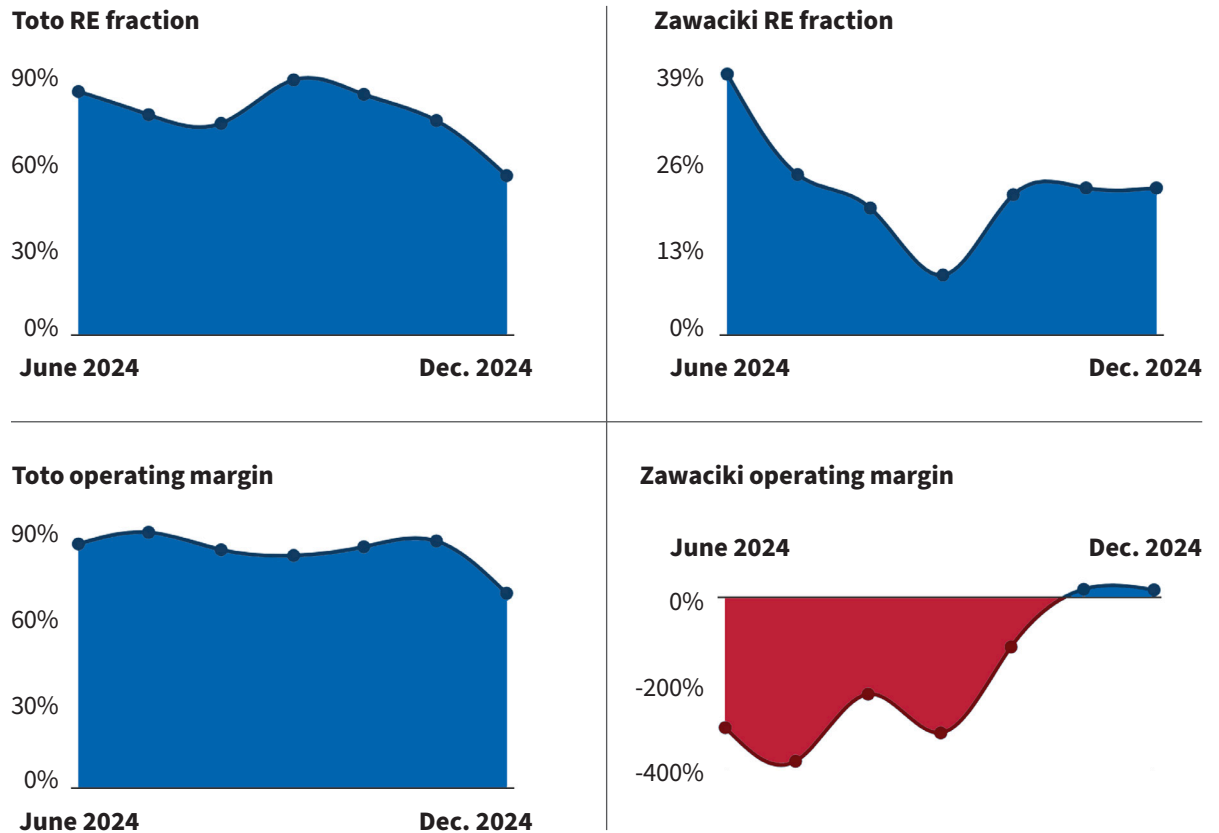 Toto RE fraction
90%
60%
30%
0%
June 2024 Dec. 2024
Zawaciki RE fraction
39%
26%
13%
0%
June 2024 Dec. 2024
Toto operating margin
90%
60%
30%
0%
June 2024 Dec. 2024
Zawaciki operating margin
June 2024 Dec. 2024
0%
-200%
-400%